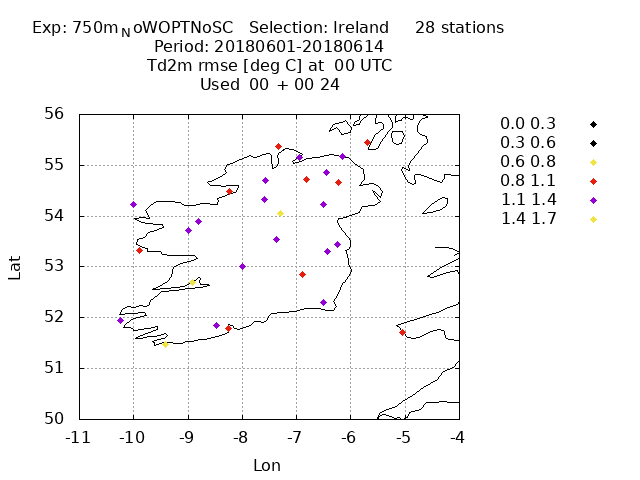 Exp: 750m_NoWOPTNoSC Selection: Ireland 28 stations
Period: 20180601-20180614
Td2m rmse [deg C] at 00 UTC
Used 00 + 00 24
56
55
54
53
52
51
50
Lat
-11 -10 -9 -8 -7 -6 -5 -4
Lon
0.0 0.3
0.3 0.6
0.6 0.8
0.8 1.1
1.1 1.4
1.4 1.7